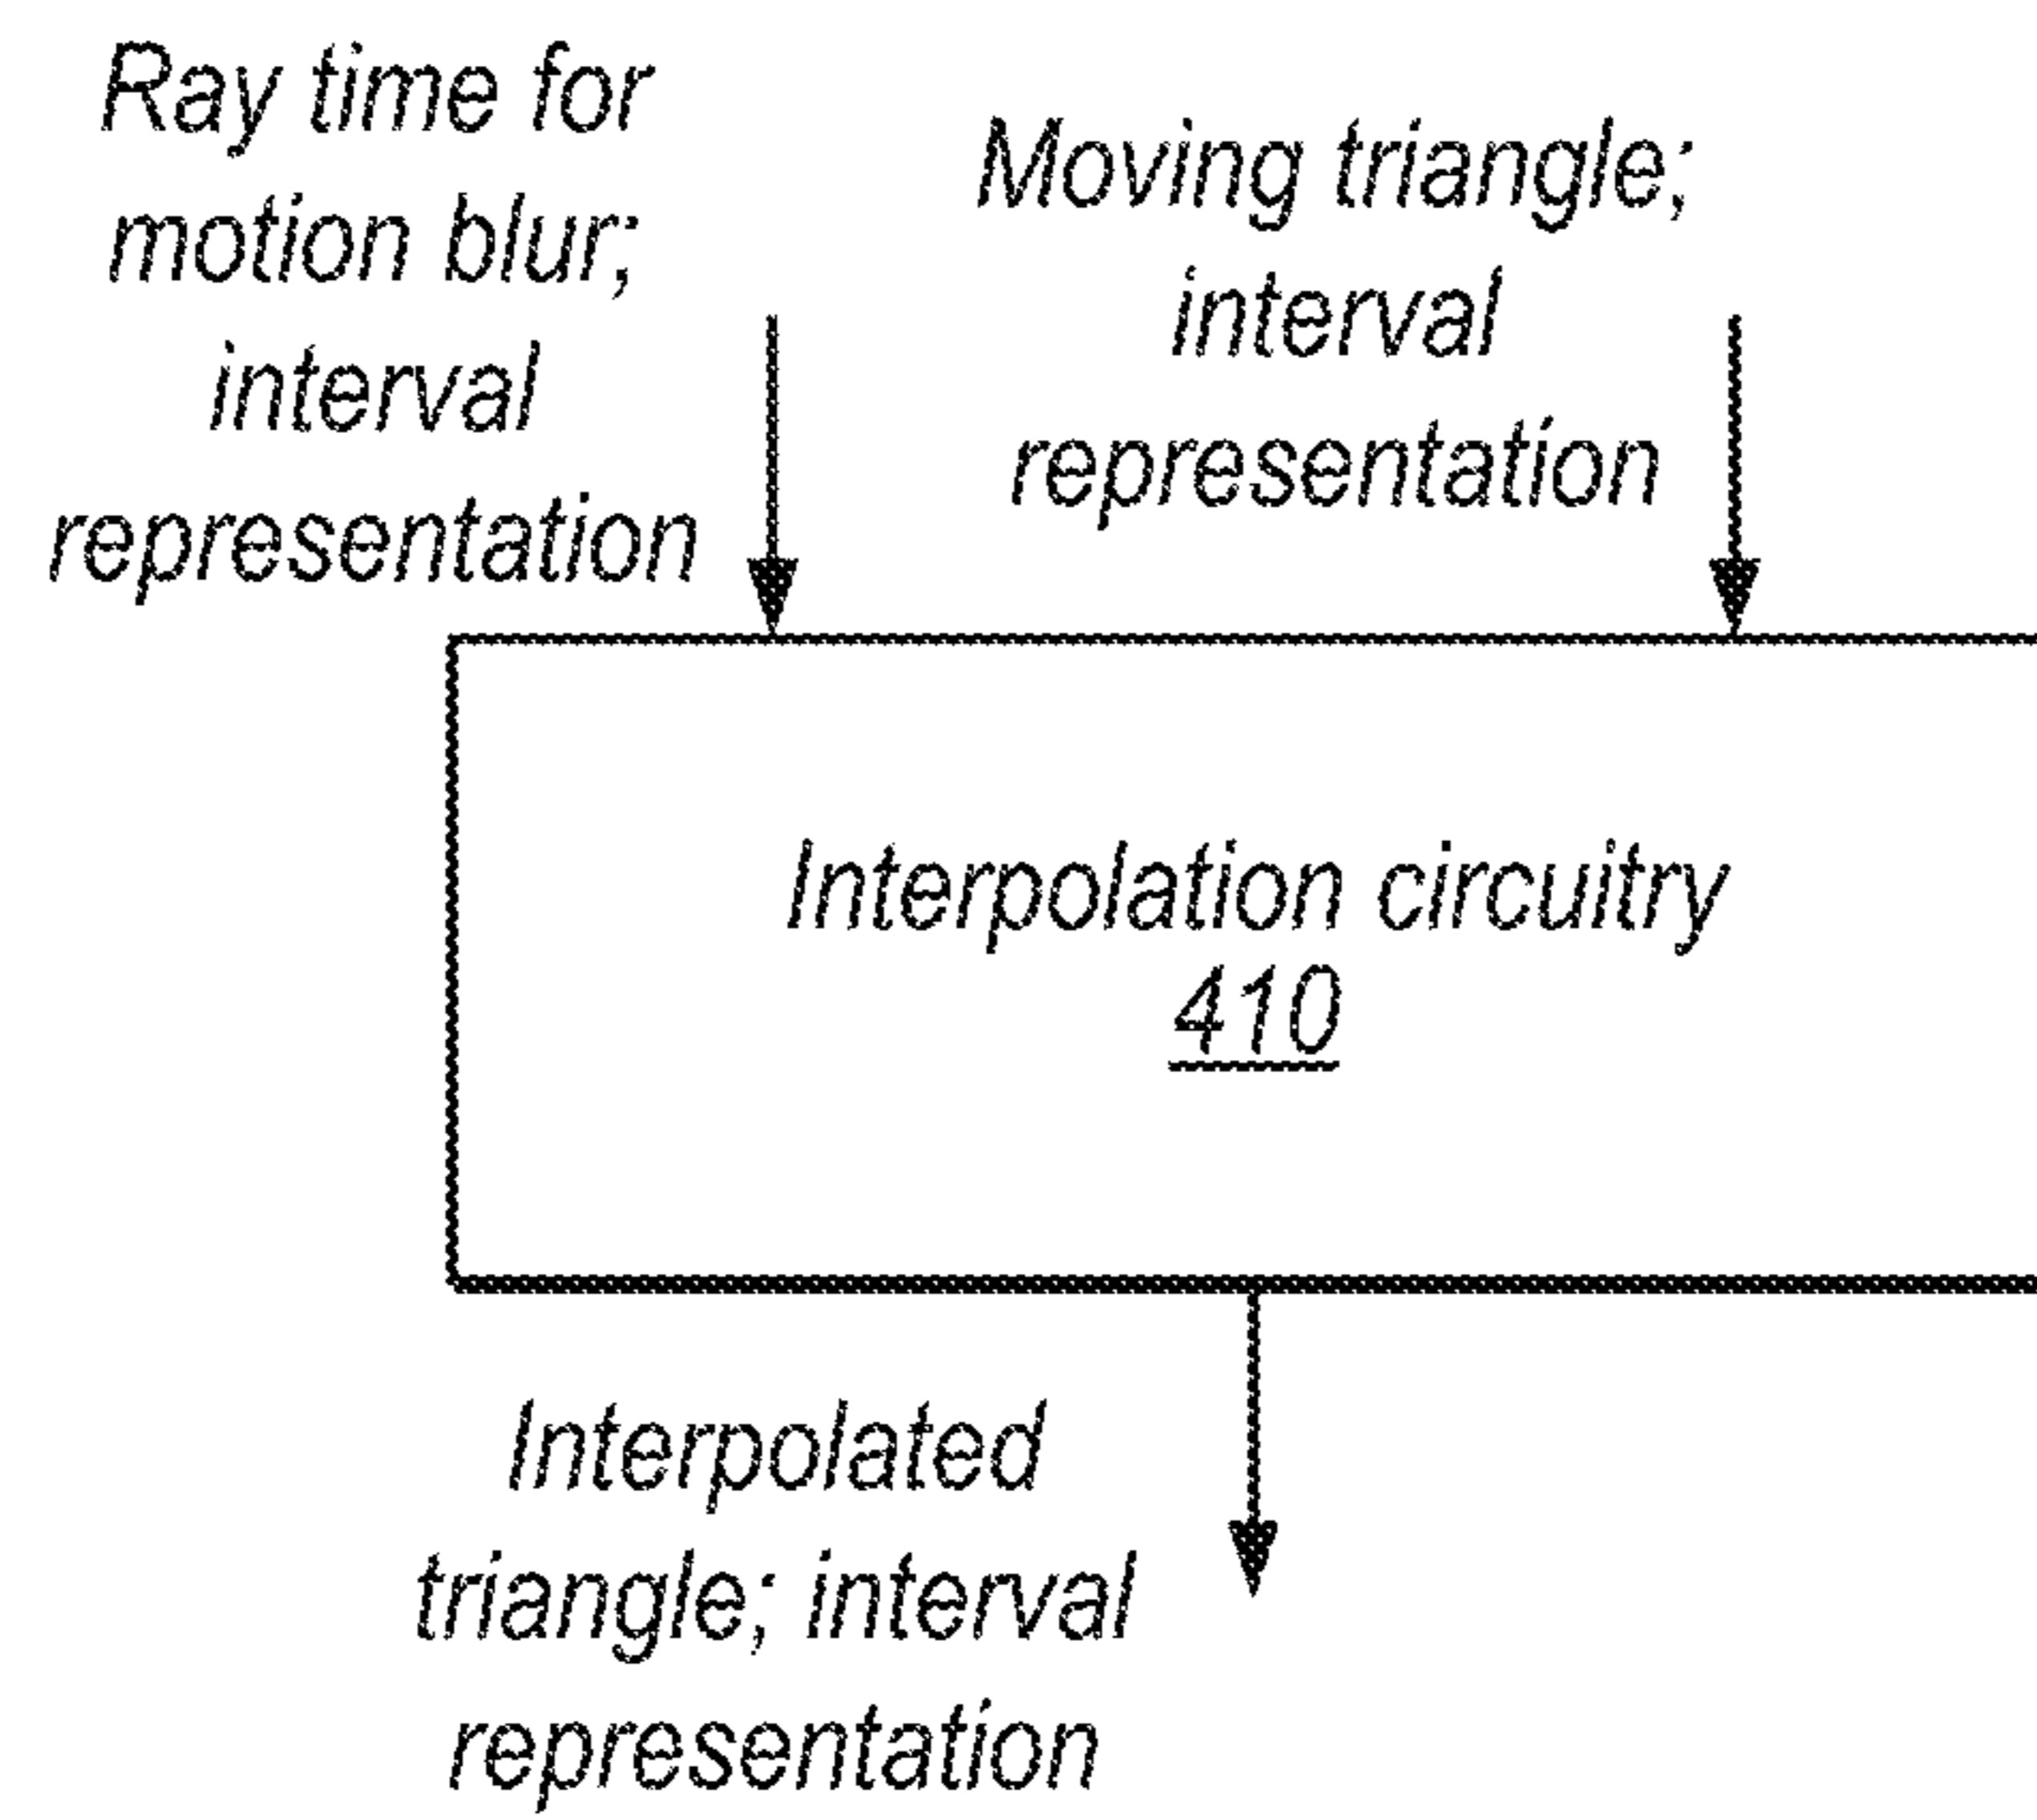 Ray time for
motion blur;
interval
representation
Moving triangle;
interval
representation
Interpolation circuitry
410
Interpolated
triangle; interval
representation